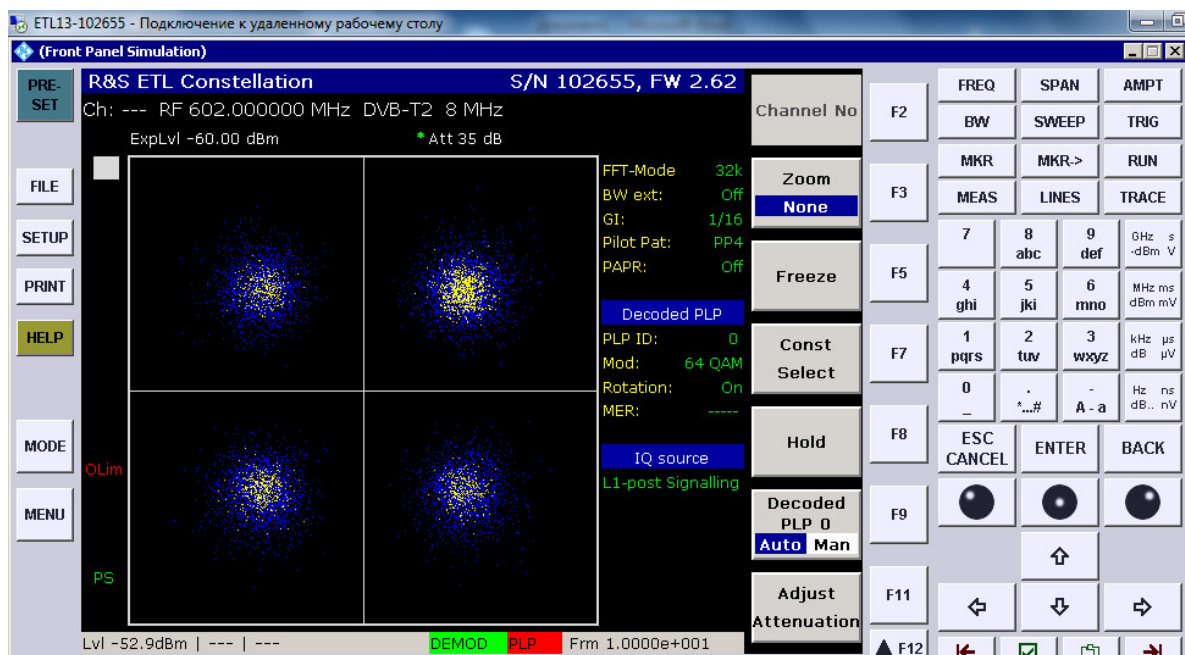 ETL13-102655 - Подключение к удаленному рабочему столу
(Front Panel Simulation)
PRE-
SET
FILE
SETUP
PRINT
HELP
MODE
MENU
R&S ETL Constellation S/N 102655, FW 2.62
Ch: --- RF 602.000000 MHz DVB-T2 8 MHz
ExpLvl -60.00 dBm * Att 35 dB
OLim
PS
FFT-Mode 32k
BW ext: Off
GI: 1/16
Pilot Pat: PP4
PAPR: Off
Decoded PLP
PLP ID: 0
Mod: 64 QAM
Rotation: On
MER: -----
IQ source
L1-post Signalling
Lvl -52.9dBm | --- | --- DEMOD PLP Frm 1.0000e+001
Channel No
Zoom
None
Freeze
Const
Select
Hold
Decoded
PLP 0
Auto Man
Adjust
Attenuation
F2
F3
F5
F7
F8
F9
F11
F12
FREQ SPAN AMPT
BW SWEEP TRIG
MKR MKR-> RUN
MEAS LINES TRACE
7 8 9 GHz s
abc def -dBm V
4 5 6 MHz ms
ghi jkl mno dBm mV
1 2 3 kHz µs
pqrs tuv wxyz dB µV
0 . - Hz ns
_ *...# A - a dB.. nV
ESC
CANCEL
ENTER
BACK